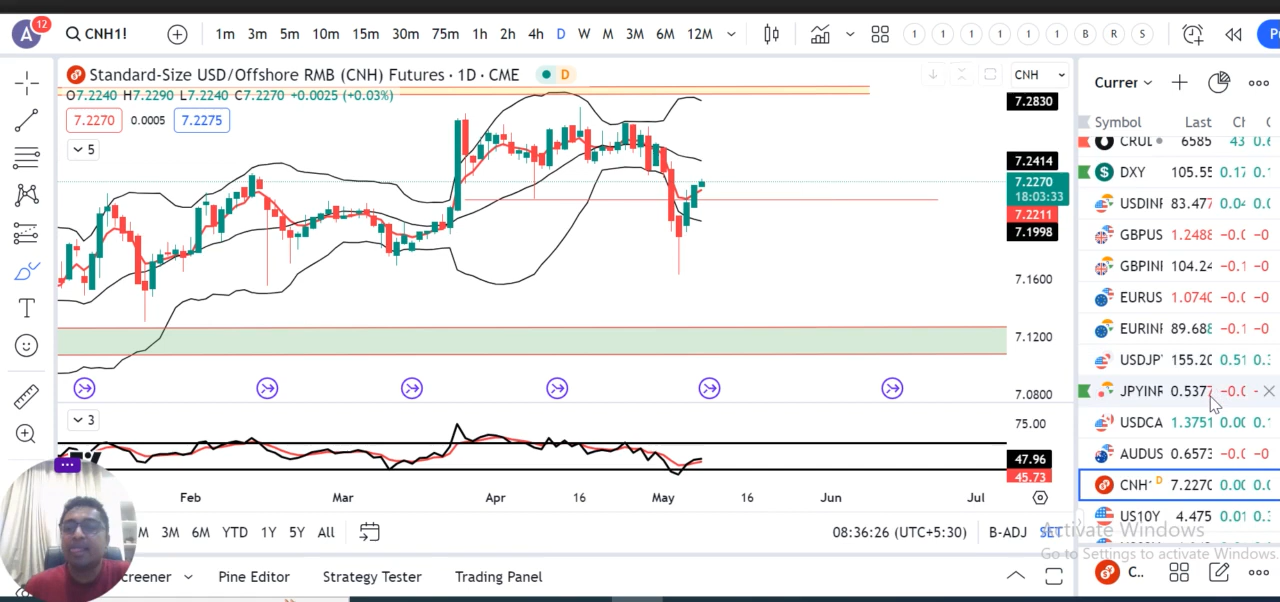 A 12 CNH1! 1m 3m 5m 10m 15m 30m 75m 1h 2h 4h D W M 3M 6M 12M 1 1 1 1 1 1 B R S
Standard-Size USD/Offshore RMB (CNH) Futures · 1D · CME D
CNH
O7.2240 H7.2290 L7.2240 C7.2270 +0.0025 (+0.03%)
7.2270 0.0005 7.2275
5
7.2830
7.2414
7.2270
18:03:33
7.2211
7.1998
7.1600
7.1200
7.0800
3
75.00
47.96
45.73
Feb Mar Apr 16 May 16 Jun Jul
M 3M 6M YTD 1Y 5Y All 08:36:26 (UTC+5:30) B-ADJ SET
creener Pine Editor Strategy Tester Trading Panel
Currer
Symbol Last Ch
CRUL 6585 43 0.6
DXY 105.55 0.17 0.1
USDINF 83.477 0.04 0.0
GBPUS 1.2488 −0.0 −0
GBPINF 104.24 −0.1 −0
EURUS 1.0740 −0.0 −0
EURINF 89.688 −0.1 −0
USDJP 155.20 0.51 0.3
JPYINF 0.5377 −0.0 -
USDCA 1.3751 0.00 0.1
AUDUS 0.6573 −0.0 −0
CNH D 7.2270 0.00 0.0
US10Y 4.475 0.01 0.3
Activate Windows
Go to Settings to activate Windows.
C..